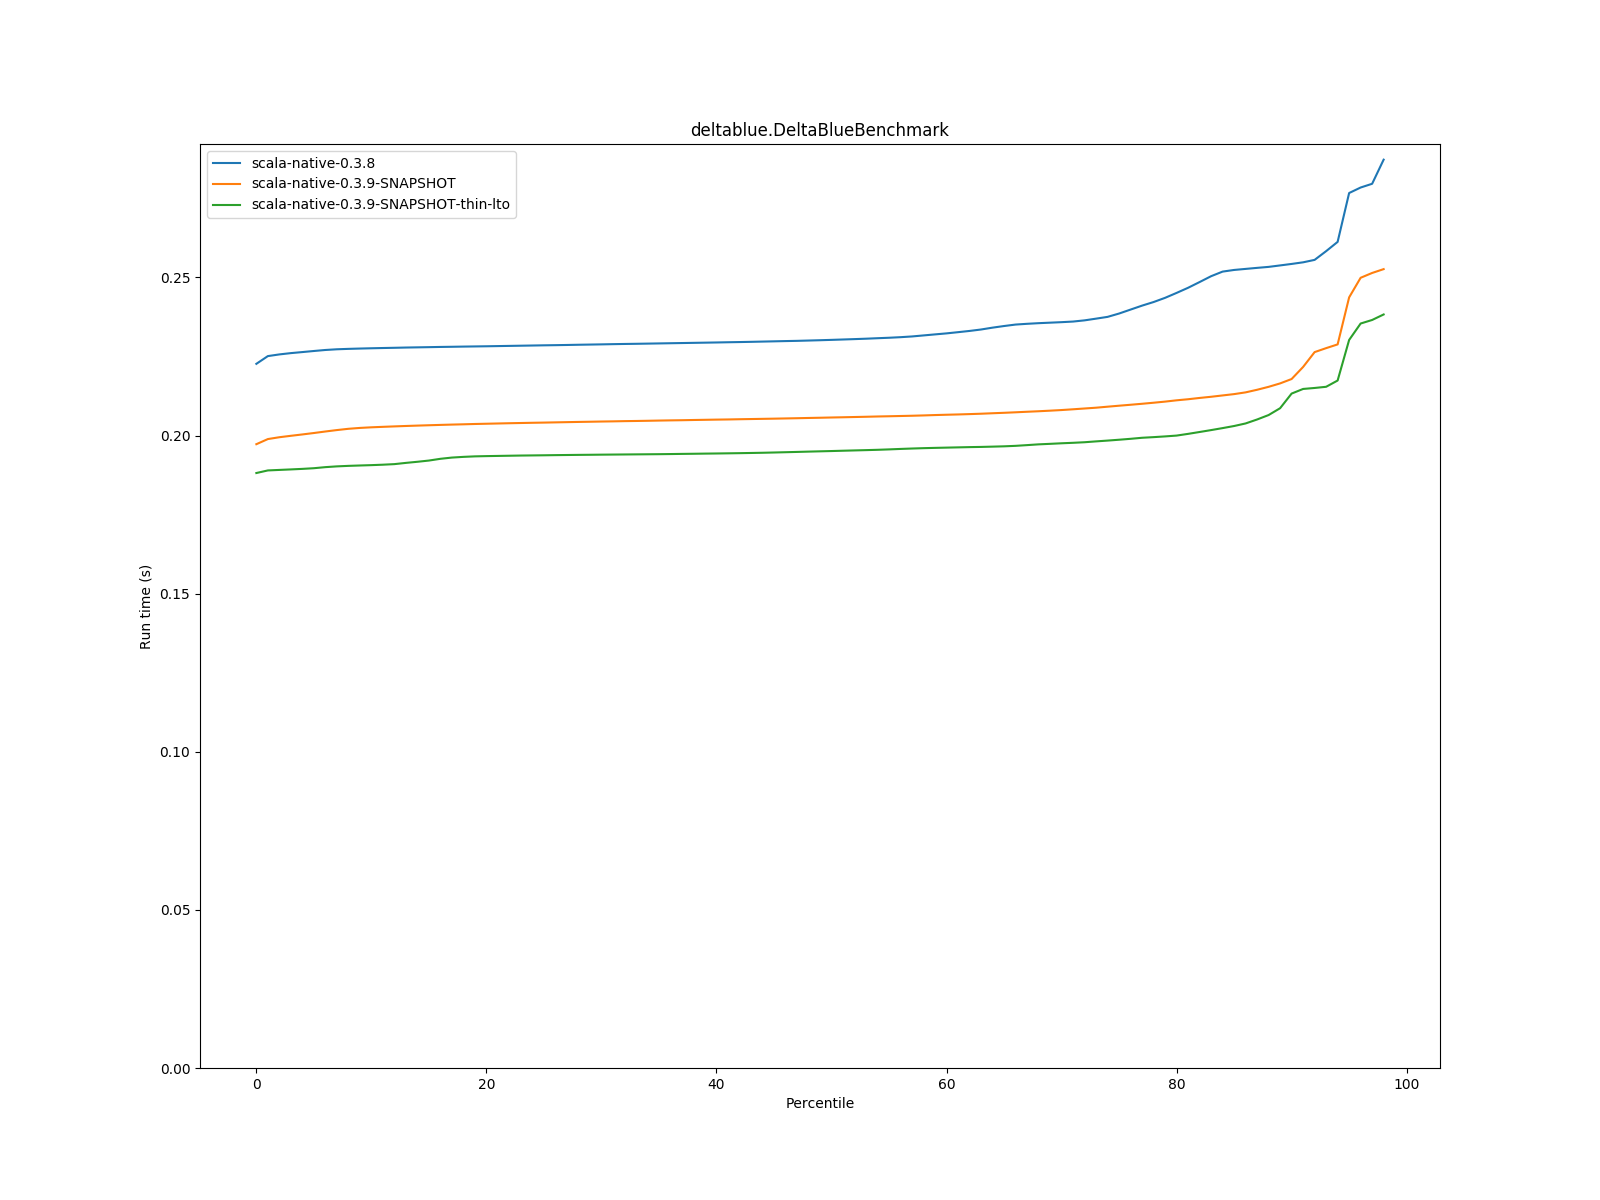 deltablue.DeltaBlueBenchmark
scala-native-0.3.8
scala-native-0.3.9-SNAPSHOT
scala-native-0.3.9-SNAPSHOT-thin-lto
0.25
0.20
0.15
0.10
0.05
0.00
Run time (s)
0 20 40 60 80 100
Percentile